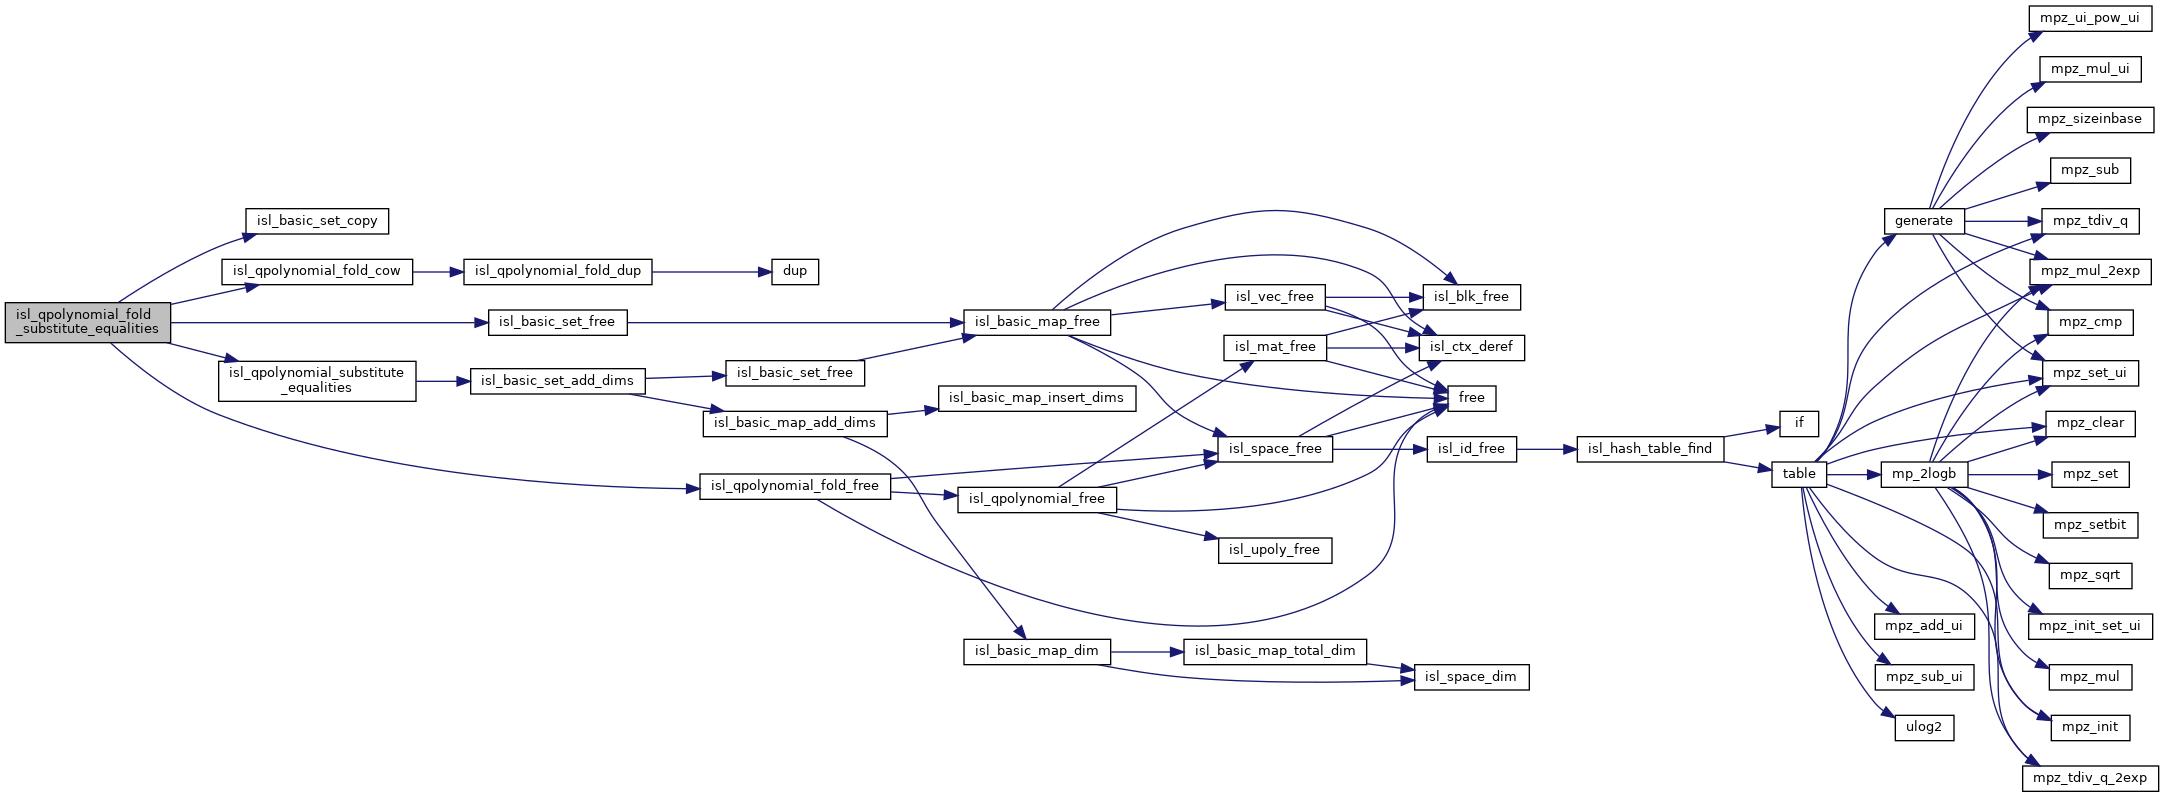 isl_qpolynomial_fold
_substitute_equalities
isl_basic_set_copy
isl_qpolynomial_fold_cow
isl_qpolynomial_fold_dup
dup
isl_basic_set_free
isl_qpolynomial_substitute
_equalities
isl_basic_set_add_dims
isl_basic_set_free
isl_basic_map_add_dims
isl_basic_map_insert_dims
isl_qpolynomial_fold_free
isl_basic_map_free
isl_qpolynomial_free
isl_basic_map_dim
isl_vec_free
isl_mat_free
isl_space_free
isl_upoly_free
isl_basic_map_total_dim
isl_blk_free
isl_ctx_deref
free
isl_id_free
isl_space_dim
isl_hash_table_find
if
table
generate
mp_2logb
mpz_add_ui
mpz_sub_ui
ulog2
mpz_ui_pow_ui
mpz_mul_ui
mpz_sizeinbase
mpz_sub
mpz_tdiv_q
mpz_mul_2exp
mpz_cmp
mpz_set_ui
mpz_clear
mpz_set
mpz_setbit
mpz_sqrt
mpz_init_set_ui
mpz_mul
mpz_init
mpz_tdiv_q_2exp